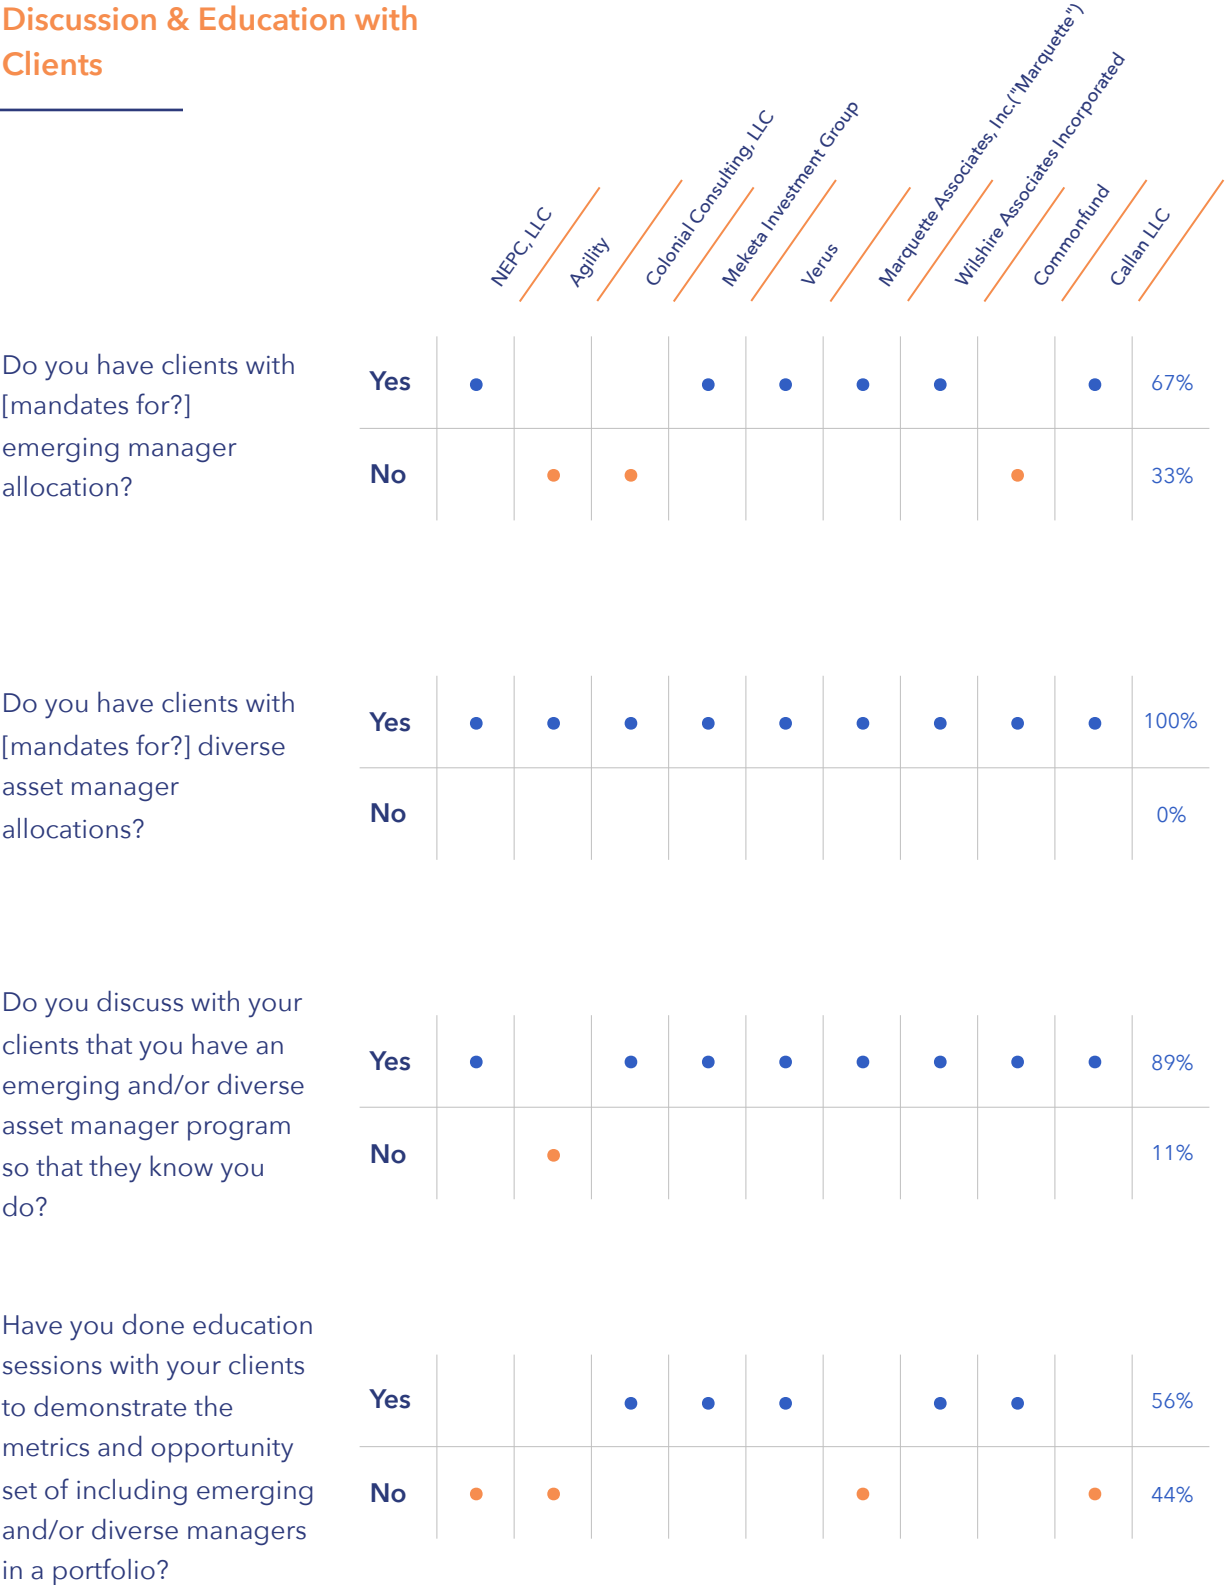 Discussion & Education with
Clients
NEPC, LLC
Agility
Colonial Consulting, LLC
Meketa Investment Group
Verus
Marquette Associates, Inc.("Marquette")
Wilshire Associates Incorporated
Commonfund
Callan LLC
Do you have clients with
[mandates for?]
emerging manager
allocation?
Yes
67%
No
33%
Do you have clients with
[mandates for?] diverse
asset manager
allocations?
Yes
100%
No
0%
Do you discuss with your
clients that you have an
emerging and/or diverse
asset manager program
so that they know you
do?
Yes
89%
No
11%
Have you done education
sessions with your clients
to demonstrate the
metrics and opportunity
set of including emerging
and/or diverse managers
in a portfolio?
Yes
56%
No
44%